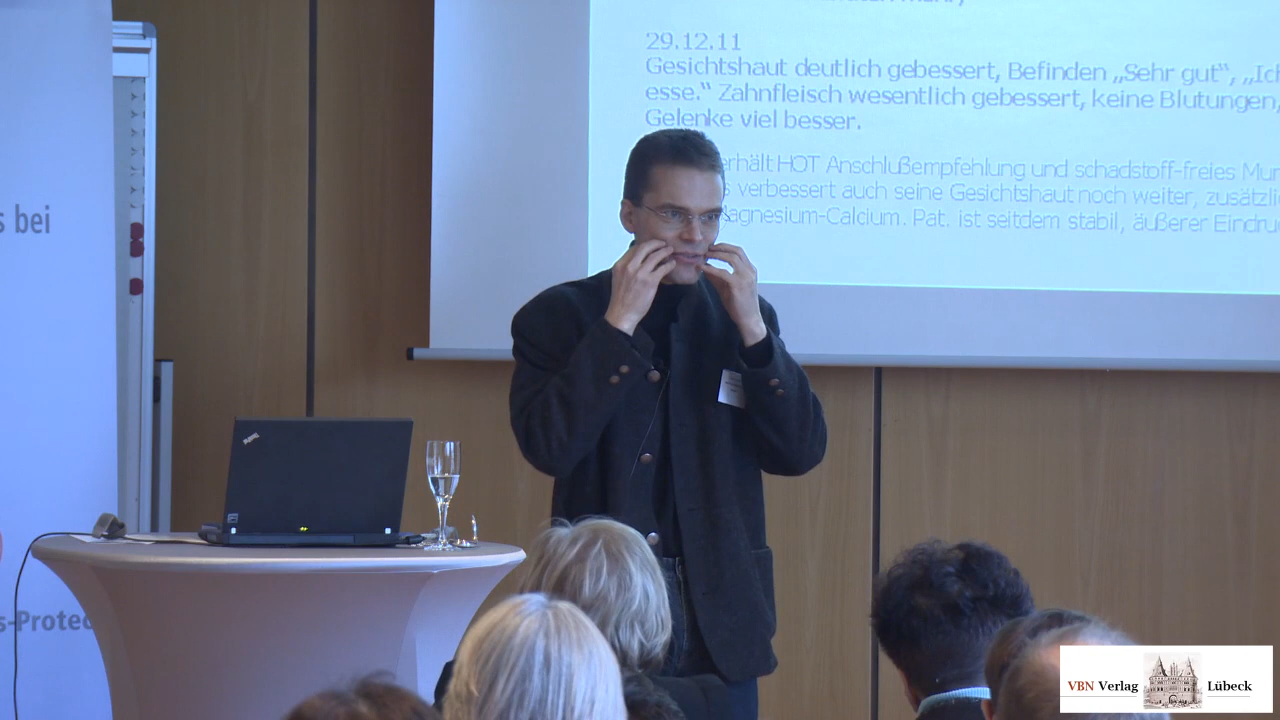 29.12.11
Gesichtshaut deutlich gebessert, Befinden „Sehr gut“, „Ich
esse.“ Zahnfleisch wesentlich gebessert, keine Blutungen,
Gelenke viel besser.
erhält HOT Anschlußempfehlung und schadstoff-freies Mun
s verbessert auch seine Gesichtshaut noch weiter, zusätzli
Magnesium-Calcium. Pat. ist seitdem stabil, äußerer Eindru
s bei
s-Protec
ThinkPad
VBN Verlag Lübeck